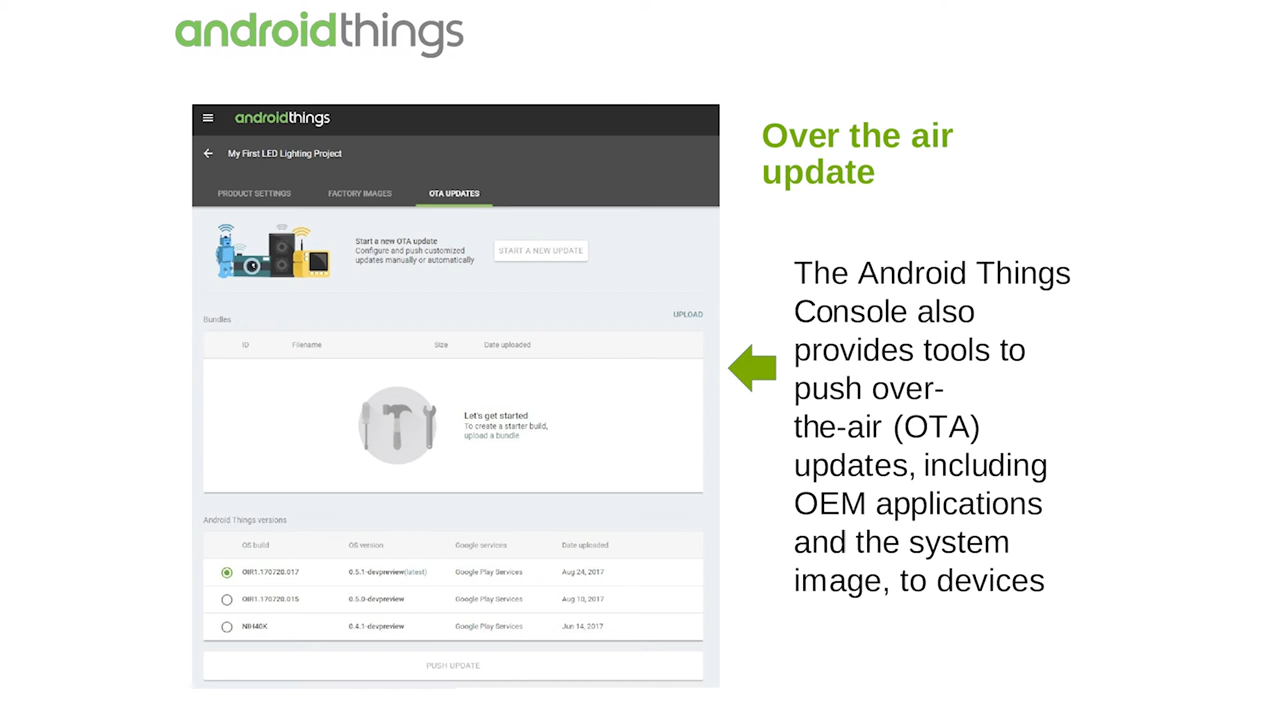 androidthings
androidthings
My First LED Lighting Project
PRODUCT SETTINGS FACTORY IMAGES OTA UPDATES
Start a new OTA update
Configure and push customized
updates manually or automatically
START A NEW UPDATE
Bundles UPLOAD
ID Filename Size Date uploaded
Let's get started
To create a starter build,
upload a bundle
Android Things versions
OS build OS version Google services Date uploaded
OIR1.170720.017 0.5.1-devpreview(latest) Google Play Services Aug 24, 2017
OIR1.170720.015 0.5.0-devpreview Google Play Services Aug 10, 2017
NIH40K 0.4.1-devpreview Google Play Services Jun 14, 2017
PUSH UPDATE
Over the air
update
The Android Things
Console also
provides tools to
push over-
the-air (OTA)
updates, including
OEM applications
and the system
image, to devices